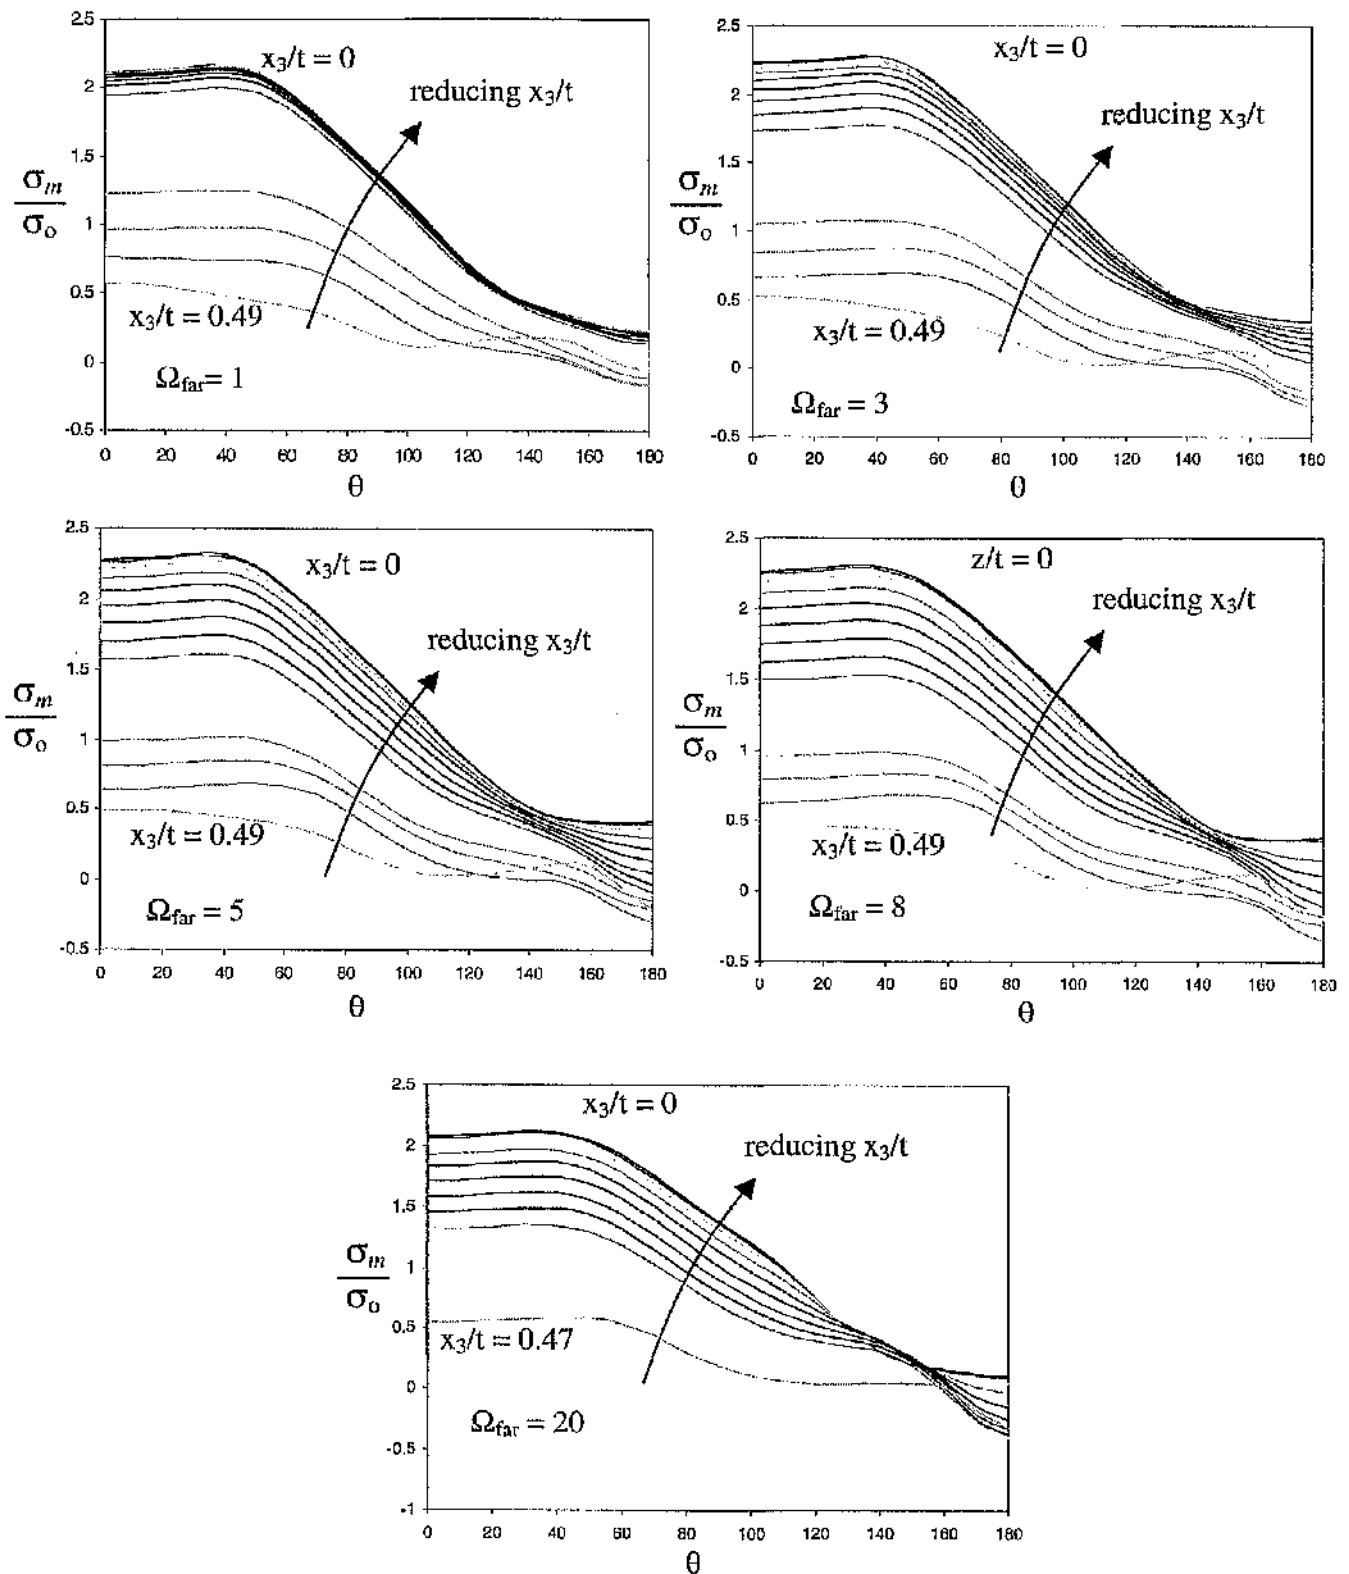 2.5
2
1.5
1
0.5
0
-0.5
σm
σo
x3/t = 0
reducing x3/t
x3/t = 0.49
Ωfar = 1
0 20 40 60 80 100 120 140 160 180
θ
2.5
2
1.5
1
0.5
0
-0.5
σm
σo
x3/t = 0
reducing x3/t
x3/t = 0.49
Ωfar = 3
0 20 40 60 80 100 120 140 160 180
θ
2.5
2
1.5
1
0.5
0
-0.5
σm
σo
x3/t = 0
reducing x3/t
x3/t = 0.49
Ωfar = 5
0 20 40 60 80 100 120 140 160 180
θ
2.5
2
1.5
1
0.5
0
-0.5
σm
σo
z/t = 0
reducing x3/t
x3/t = 0.49
Ωfar = 8
0 20 40 60 80 100 120 140 160 180
θ
2.5
2
1.5
1
0.5
0
-0.5
-1
σm
σo
x3/t = 0
reducing x3/t
x3/t = 0.47
Ωfar = 20
0 20 40 60 80 100 120 140 160 180
θ